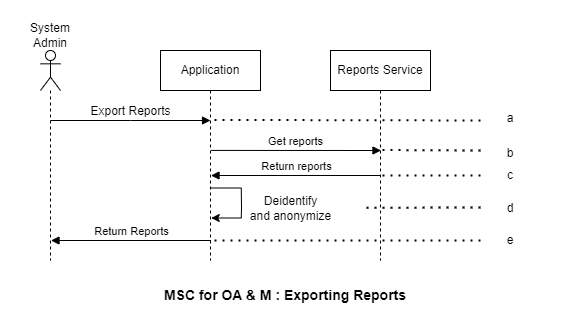 System
Admin
Application
Reports Service
Export Reports
a
Get reports
b
Return reports
c
Deidentify
and anonymize
d
Return Reports
e
MSC for OA & M : Exporting Reports